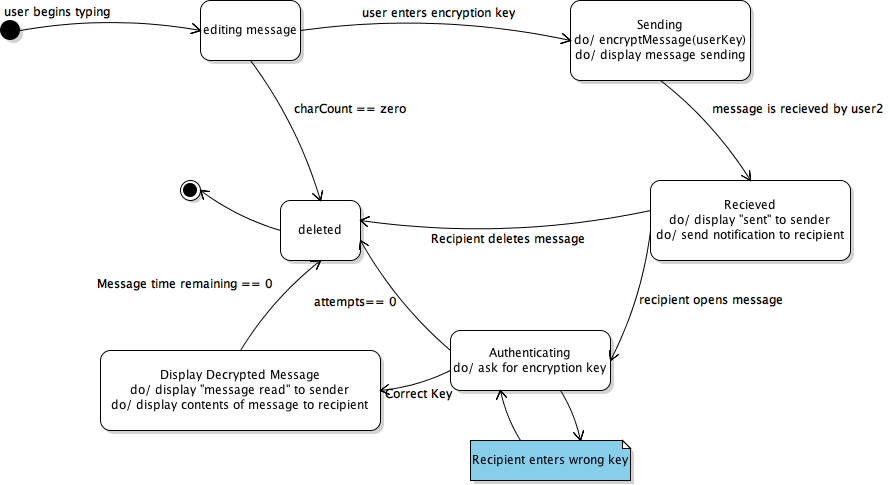 user begins typing
editing message
user enters encryption key
Sending
do/ encryptMessage(userKey)
do/ display message sending
charCount == zero
message is recieved by user2
Recieved
do/ display "sent" to sender
do/ send notification to recipient
deleted
Recipient deletes message
Message time remaining == 0
attempts== 0
recipient opens message
Authenticating
do/ ask for encryption key
Display Decrypted Message
do/ display "message read" to sender
do/ display contents of message to recipient
Correct Key
Recipient enters wrong key